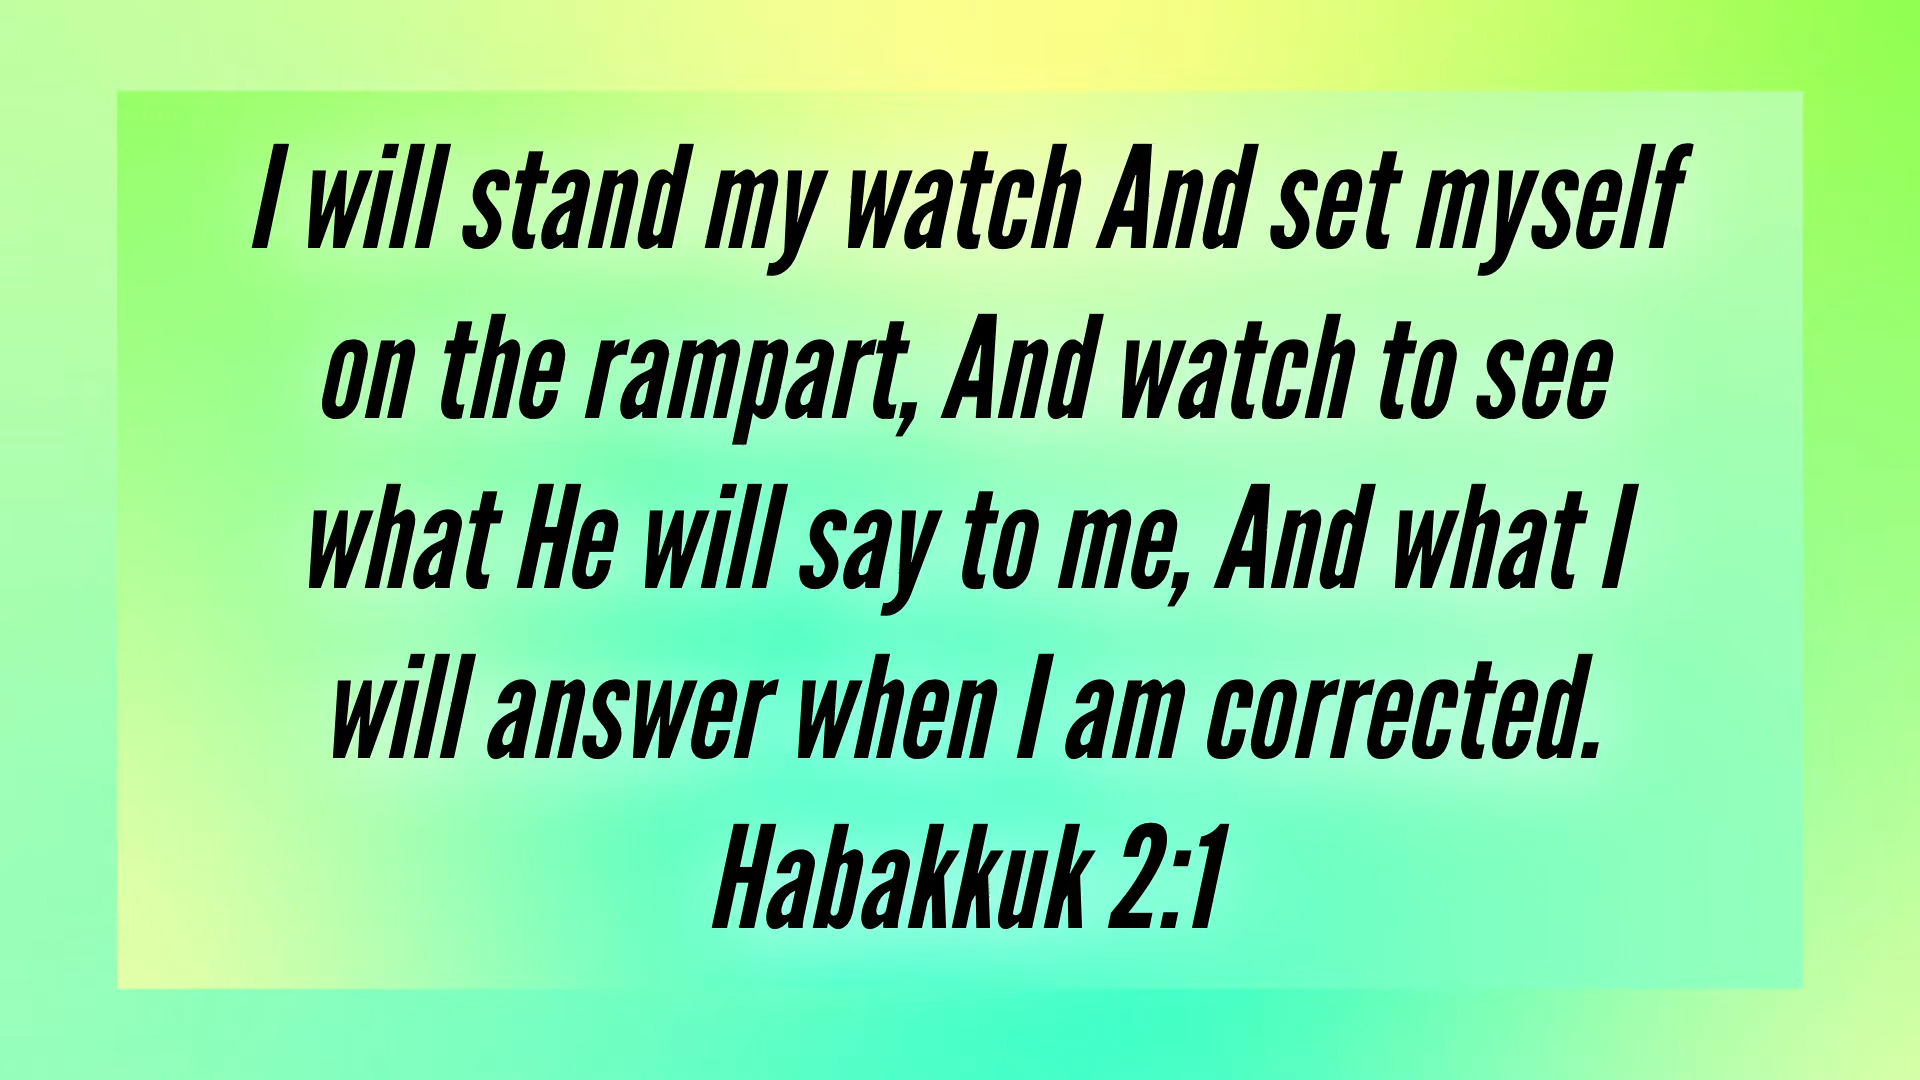 I will stand my watch And set myself
on the rampart, And watch to see
what He will say to me, And what I
will answer when I am corrected.
Habakkuk 2:1